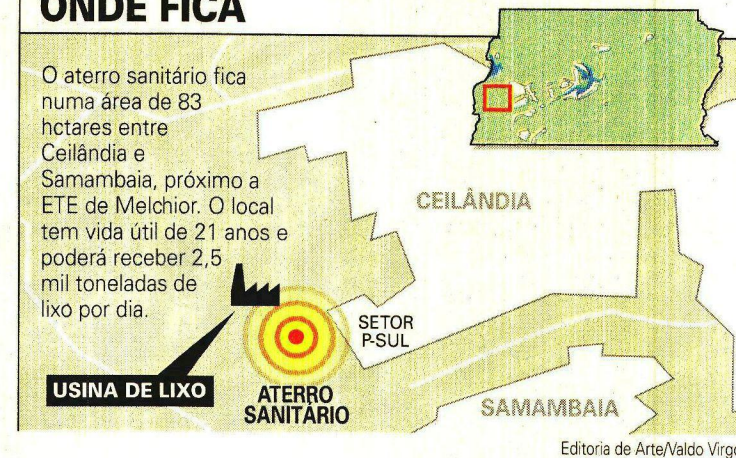 ONDE FICA
O aterro sanitário fica
numa área de 83
hctares entre
Ceilândia e
Samambaia, próximo a
ETE de Melchior. O local
tem vida útil de 21 anos e
poderá receber 2,5
mil toneladas de
lixo por dia.
CEILÂNDIA
SETOR
P-SUL
USINA DE LIXO
ATERRO
SANITÁRIO
SAMAMBAIA
Editoria de Arte/Valdo Virgo